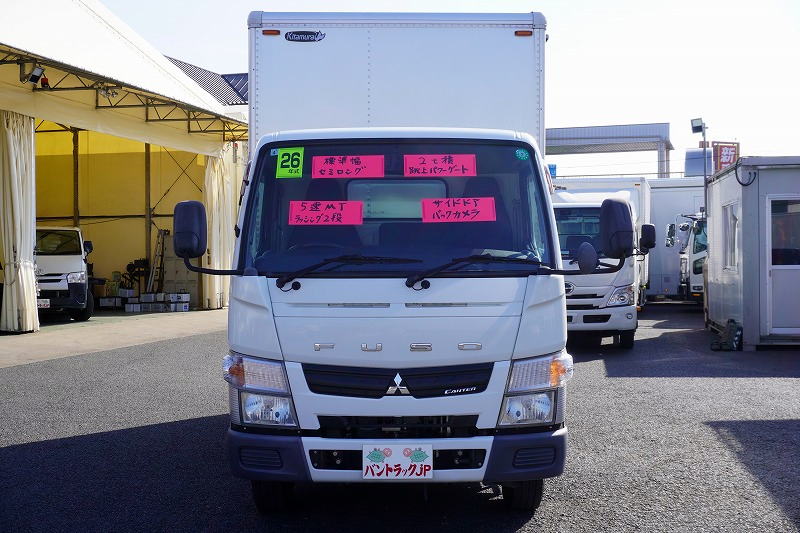 Kitamura
26
年式
標準幅
セミロング
2t積
跳上パワーゲート
5速MT
ラッシング2段
サイドドア
バックカメラ
FUSO
CANTER
バントラックJP
新